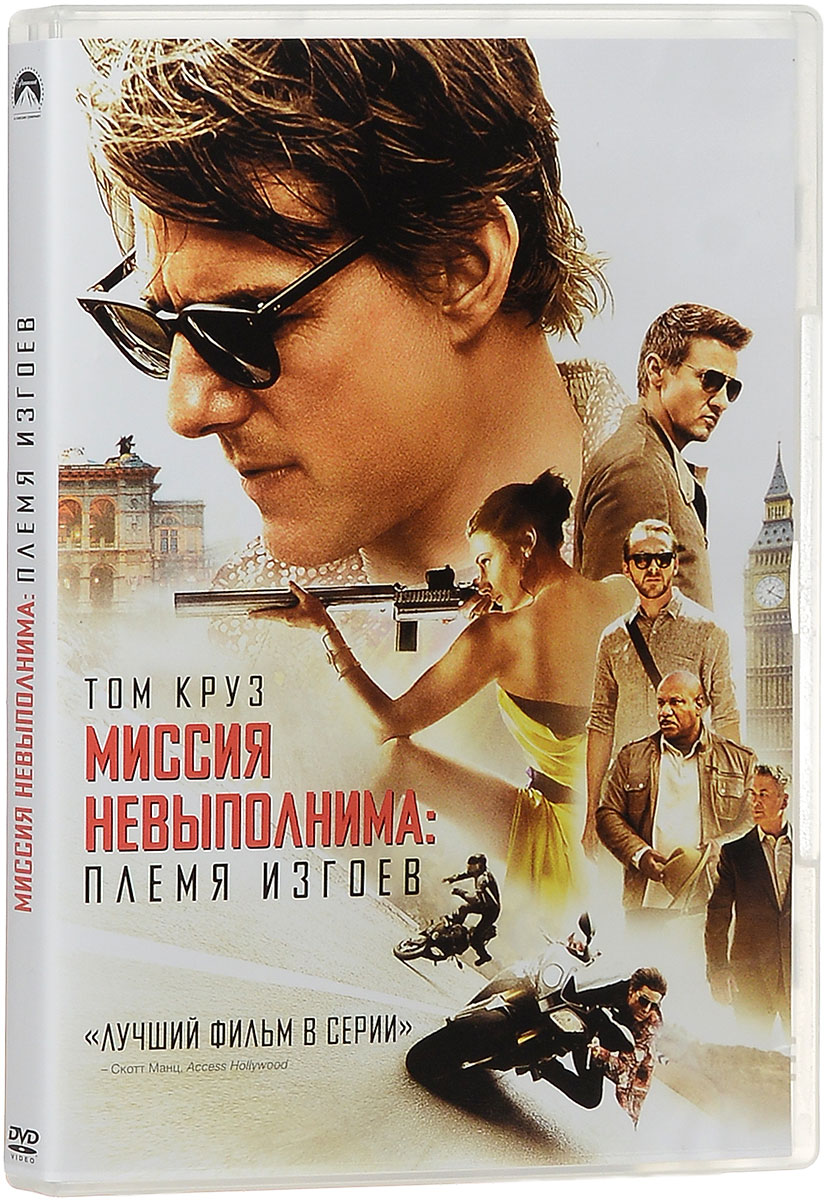 Paramount
МИССИЯ НЕВЫПОЛНИМА: ПЛЕМЯ ИЗГОЕВ
DVD
VIDEO
ТОМ КРУЗ
МИССИЯ
НЕВЫПОЛНИМА:
ПЛЕМЯ ИЗГОЕВ
«ЛУЧШИЙ ФИЛЬМ В СЕРИИ»
– Скотт Манц, Access Hollywood